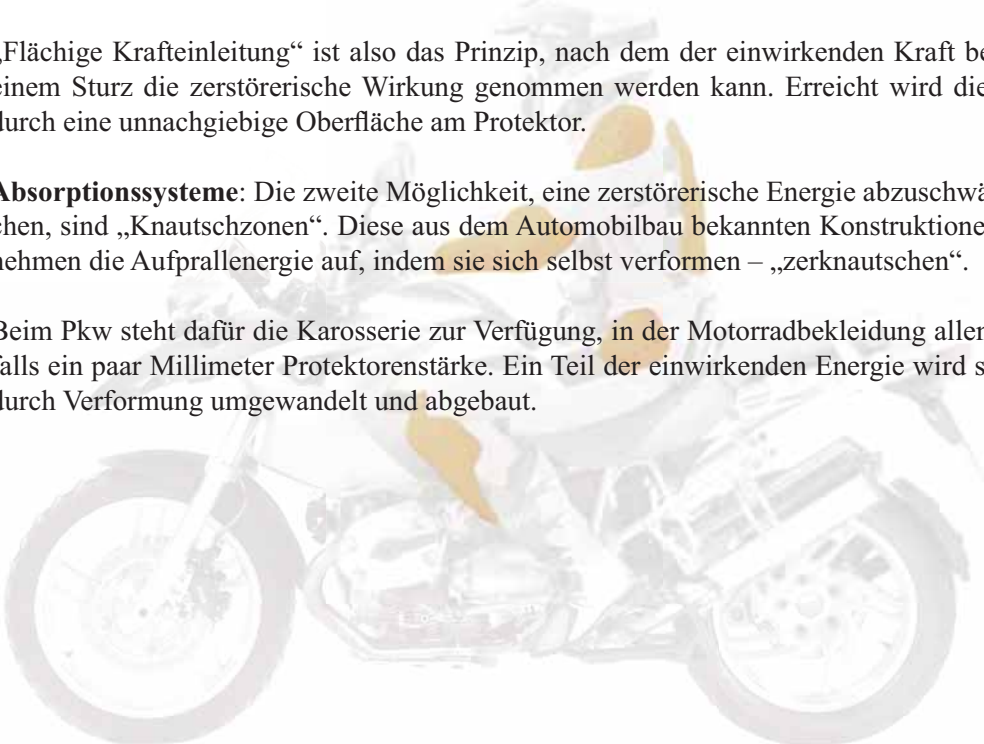 „Flächige Krafteinleitung“ ist also das Prinzip, nach dem der einwirkenden Kraft be
einem Sturz die zerstörerische Wirkung genommen werden kann. Erreicht wird die
durch eine unnachgiebige Oberfläche am Protektor.
Absorptionssysteme: Die zweite Möglichkeit, eine zerstörerische Energie abzuschwä
chen, sind „Knautschzonen“. Diese aus dem Automobilbau bekannten Konstruktione
nehmen die Aufprallenergie auf, indem sie sich selbst verformen – „zerknautschen“.
Beim Pkw steht dafür die Karosserie zur Verfügung, in der Motorradbekleidung allen
falls ein paar Millimeter Protektorenstärke. Ein Teil der einwirkenden Energie wird s
durch Verformung umgewandelt und abgebaut.